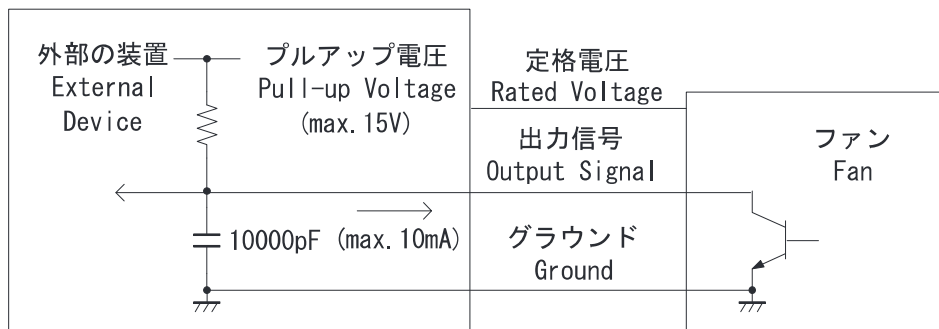 外部の装置
External
Device
プルアップ電圧
Pull-up Voltage
(max. 15V)
定格電圧
Rated Voltage
出力信号
Output Signal
ファン
Fan
10000pF (max. 10mA)
グラウンド
Ground